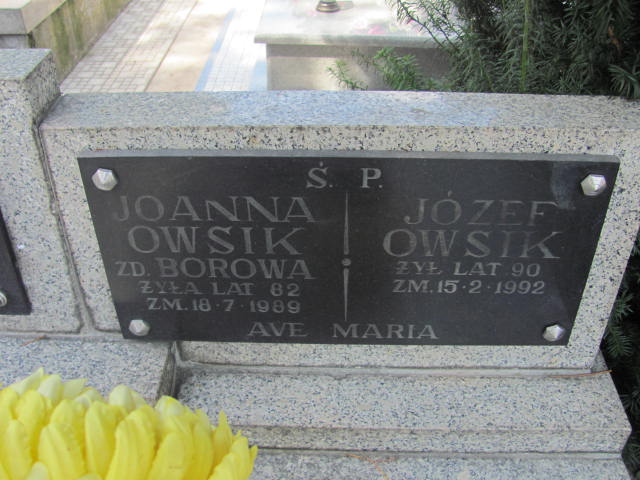 Ś. P.
JOANNA
OWSIK
ZD. BOROWA
ŻYŁA LAT 82
ZM. 18·7·1989
JÓZEF
OWSIK
ŻYŁ LAT 90
ZM. 15·2·1992
AVE MARIA